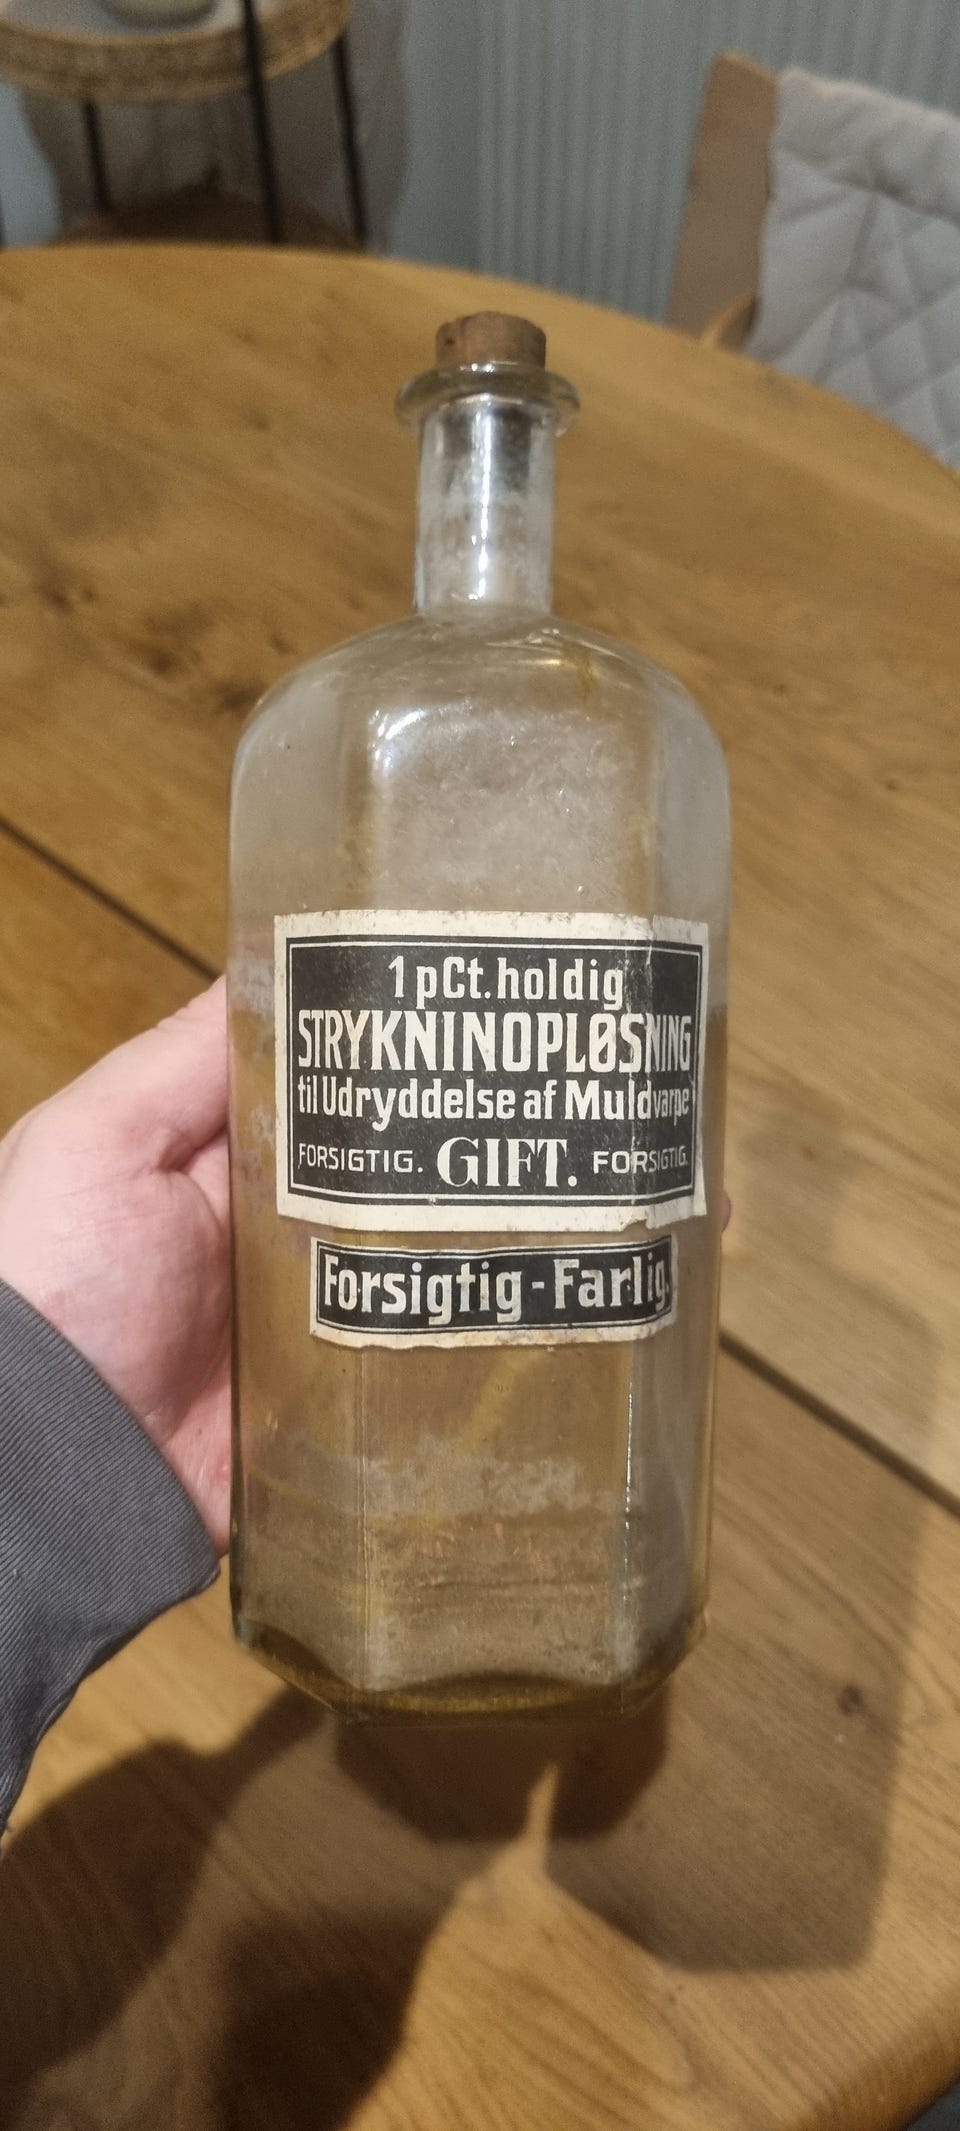 1 pCt. holdig
STRYKNINOPLØSNING
til Udryddelse af Muldvarpe
FORSIGTIG. GIFT. FORSIGTIG.
Forsigtig - Farlig.